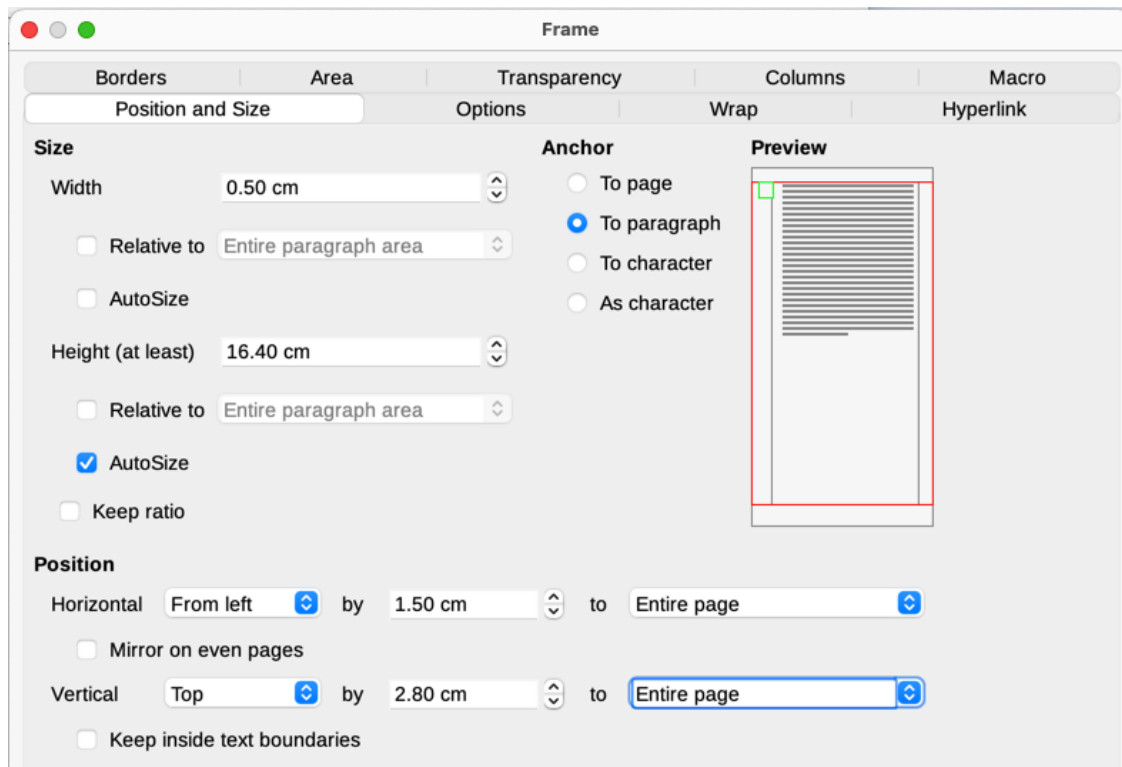 Frame
Borders Area Transparency Columns Macro
Position and Size Options Wrap Hyperlink
Size Anchor Preview
Width 0.50 cm To page
To paragraph
Relative to Entire paragraph area
To character
AutoSize As character
Height (at least) 16.40 cm
Relative to Entire paragraph area
AutoSize
Keep ratio
Position
Horizontal From left by 1.50 cm to Entire page
Mirror on even pages
Vertical Top by 2.80 cm to Entire page
Keep inside text boundaries